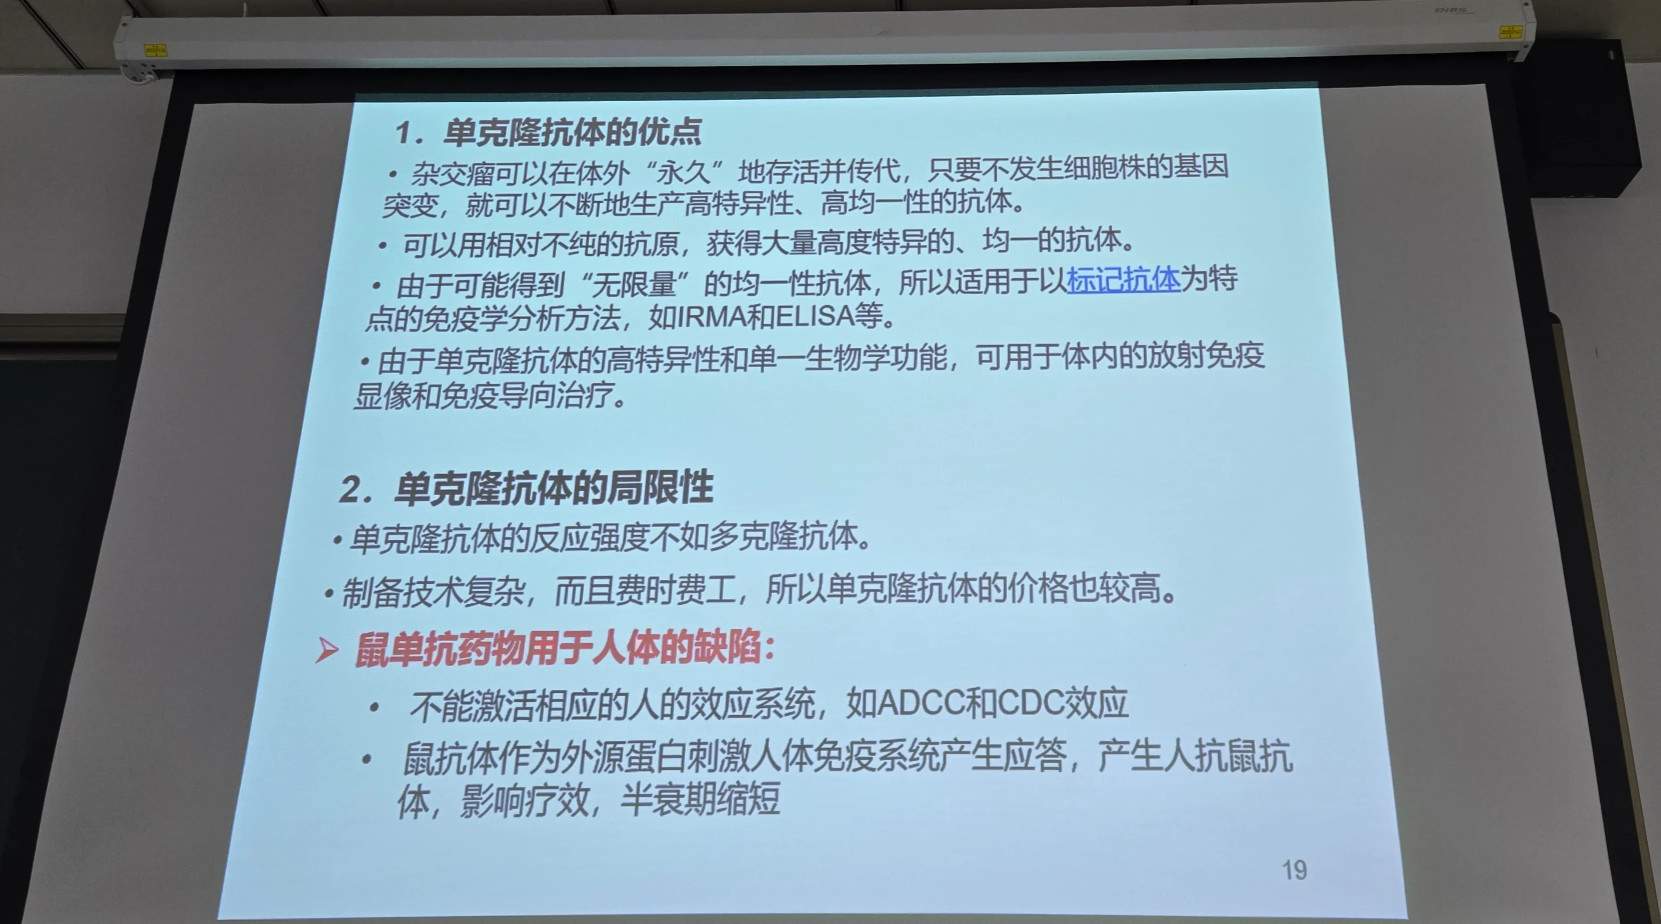 1. 单克隆抗体的优点
• 杂交瘤可以在体外“永久”地存活并传代，只要不发生细胞株的基因
突变，就可以不断地生产高特异性、高均一性的抗体。
• 可以用相对不纯的抗原，获得大量高度特异的、均一的抗体。
• 由于可能得到“无限量”的均一性抗体，所以适用于以标记抗体为特
点的免疫学分析方法，如IRMA和ELISA等。
• 由于单克隆抗体的高特异性和单一生物学功能，可用于体内的放射免疫
显像和免疫导向治疗。
2. 单克隆抗体的局限性
• 单克隆抗体的反应强度不如多克隆抗体。
• 制备技术复杂，而且费时费工，所以单克隆抗体的价格也较高。
➢ 鼠单抗药物用于人体的缺陷：
• 不能激活相应的人的效应系统，如ADCC和CDC效应
• 鼠抗体作为外源蛋白刺激人体免疫系统产生应答，产生人抗鼠抗
体，影响疗效，半衰期缩短
19